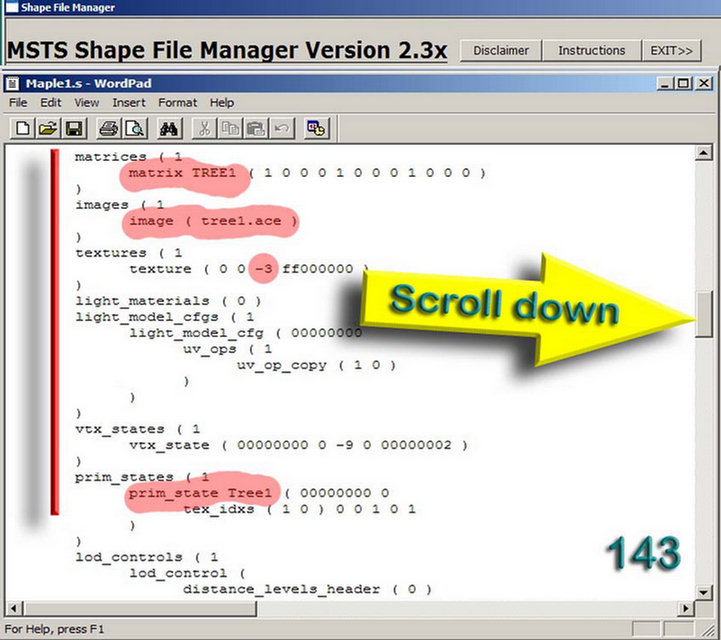 Shape File Manager
MSTS Shape File Manager Version 2.3x
Disclaimer
Instructions
EXIT>>
Maple1.s - WordPad
File Edit View Insert Format Help
matrices ( 1
matrix TREE1 ( 1 0 0 0 1 0 0 0 1 0 0 0 )
)
images ( 1
image ( tree1.ace )
)
textures ( 1
texture ( 0 0 -3 ff000000 )
)
light_materials ( 0 )
light_model_cfgs ( 1
light_model_cfg ( 00000000
uv_ops ( 1
uv_op_copy ( 1 0 )
)
)
)
vtx_states ( 1
vtx_state ( 00000000 0 -9 0 00000002 )
)
prim_states ( 1
prim_state Tree1 ( 00000000 0
tex_idxs ( 1 0 ) 0 0 1 0 1
)
)
lod_controls ( 1
lod_control (
distance_levels_header ( 0 )
Scroll down
143
For Help, press F1